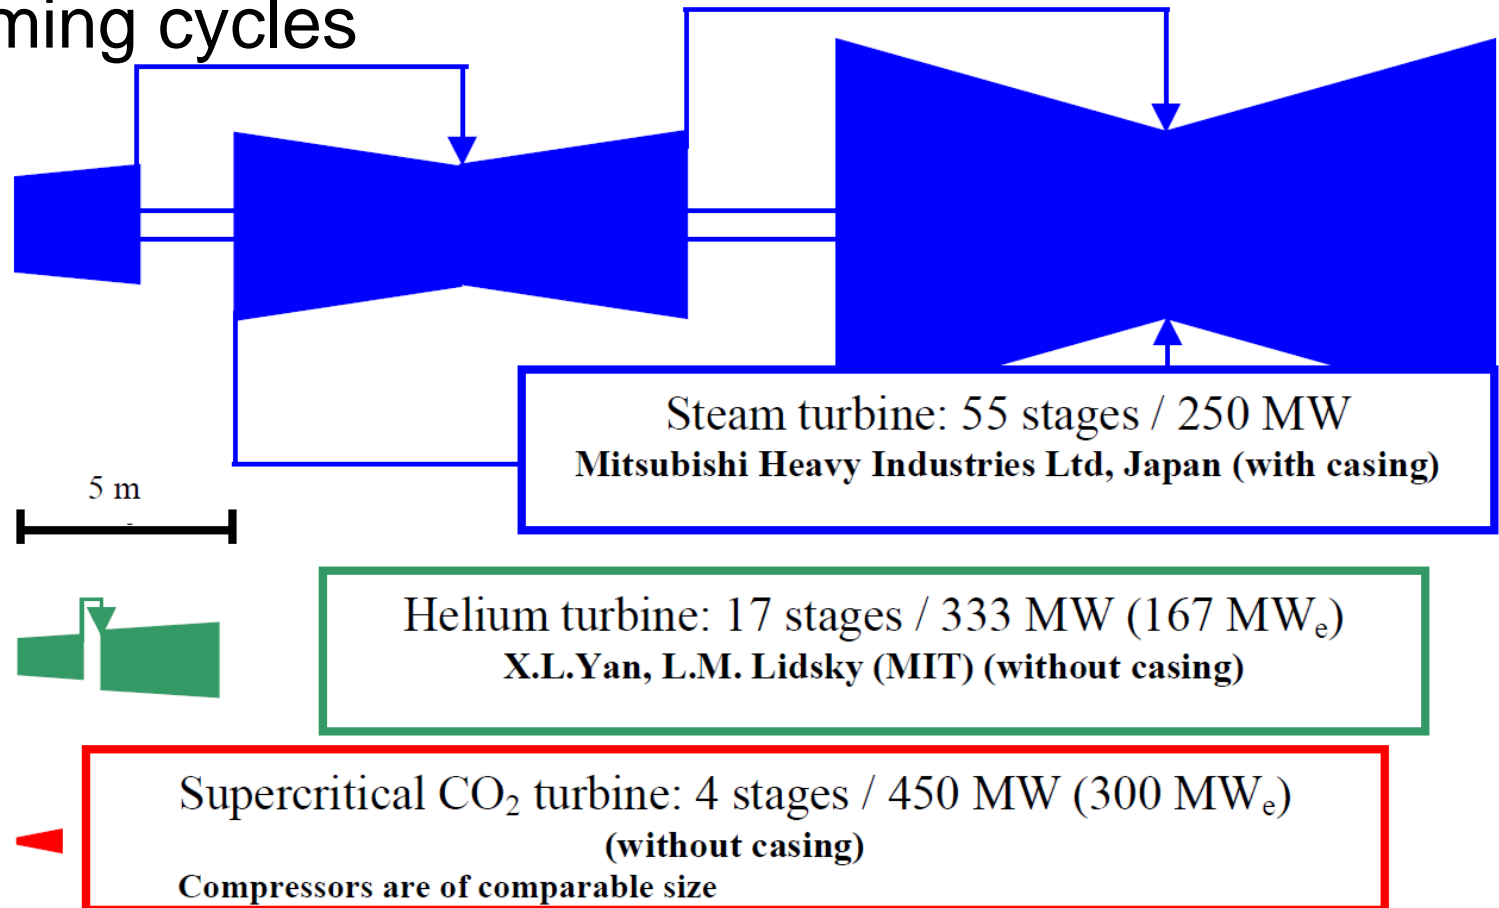 ming cycles
Steam turbine: 55 stages / 250 MW
Mitsubishi Heavy Industries Ltd, Japan (with casing)
5 m
Helium turbine: 17 stages / 333 MW (167 MWₑ)
X.L.Yan, L.M. Lidsky (MIT) (without casing)
Supercritical CO₂ turbine: 4 stages / 450 MW (300 MWₑ)
(without casing)
Compressors are of comparable size